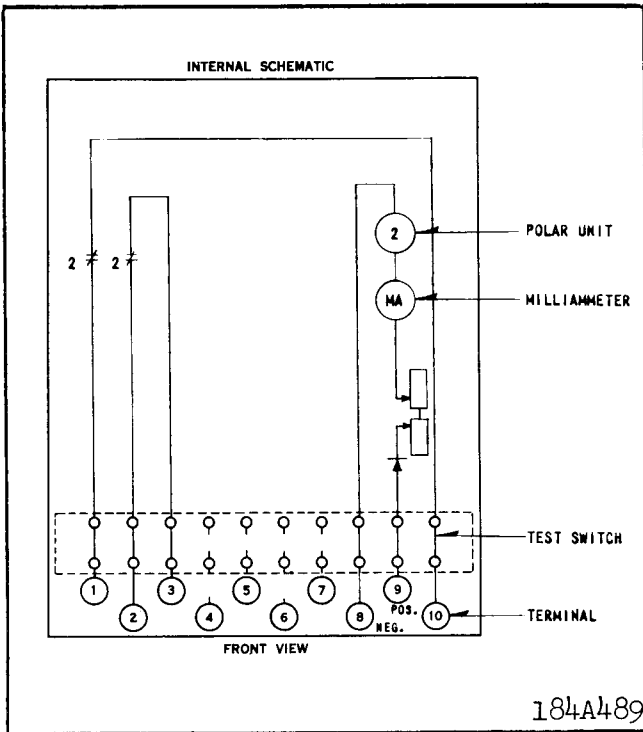 INTERNAL SCHEMATIC
2
POLAR UNIT
2 2
MA
MILLIAMMETER
TEST SWITCH
1 3 5 7 9
POS.
2 4 6 8 10
TERMINAL
NEG.
FRONT VIEW
184A489